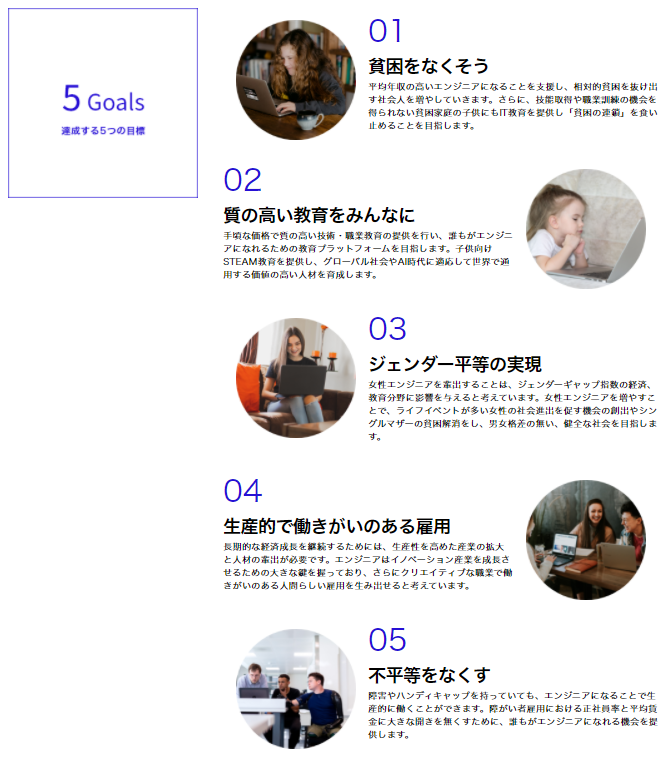 5 Goals
達成する5つの目標
01
貧困をなくそう
平均年収の高いエンジニアになることを支援し、相対的貧困を抜け出
す社会人を増やしていきます。さらに、技能取得や職業訓練の機会を
得られない貧困家庭の子供にもIT教育を提供し「貧困の連鎖」を食い
止めることを目指します。
02
質の高い教育をみんなに
手頃な価格で質の高い技術・職業教育の提供を行い、誰もがエンジニ
アになれるための教育プラットフォームを目指します。子供向け
STEAM教育を提供し、グローバル社会やAI時代に適応して世界で通
用する価値の高い人材を育成します。
03
ジェンダー平等の実現
女性エンジニアを輩出することは、ジェンダーギャップ指数の経済、
教育分野に影響を与えると考えています。女性エンジニアを増やすこ
とで、ライフイベントが多い女性の社会進出を促す機会の創出やシン
グルマザーの貧困解消をし、男女格差の無い、健全な社会を目指しま
す。
04
生産的で働きがいのある雇用
長期的な経済成長を継続するためには、生産性を高めた産業の拡大
と人材の輩出が必要です。エンジニアはイノベーション産業を成長さ
せるための大きな鍵を握っており、さらにクリエイティブな職業で働
きがいのある人間らしい雇用を生み出せると考えています。
05
不平等をなくす
障害やハンディキャップを持っていても、エンジニアになることで生
産的に働くことができます。障がい者雇用における正社員率と平均賃
金に大きな開きを無くすために、誰もがエンジニアになれる機会を提
供します。